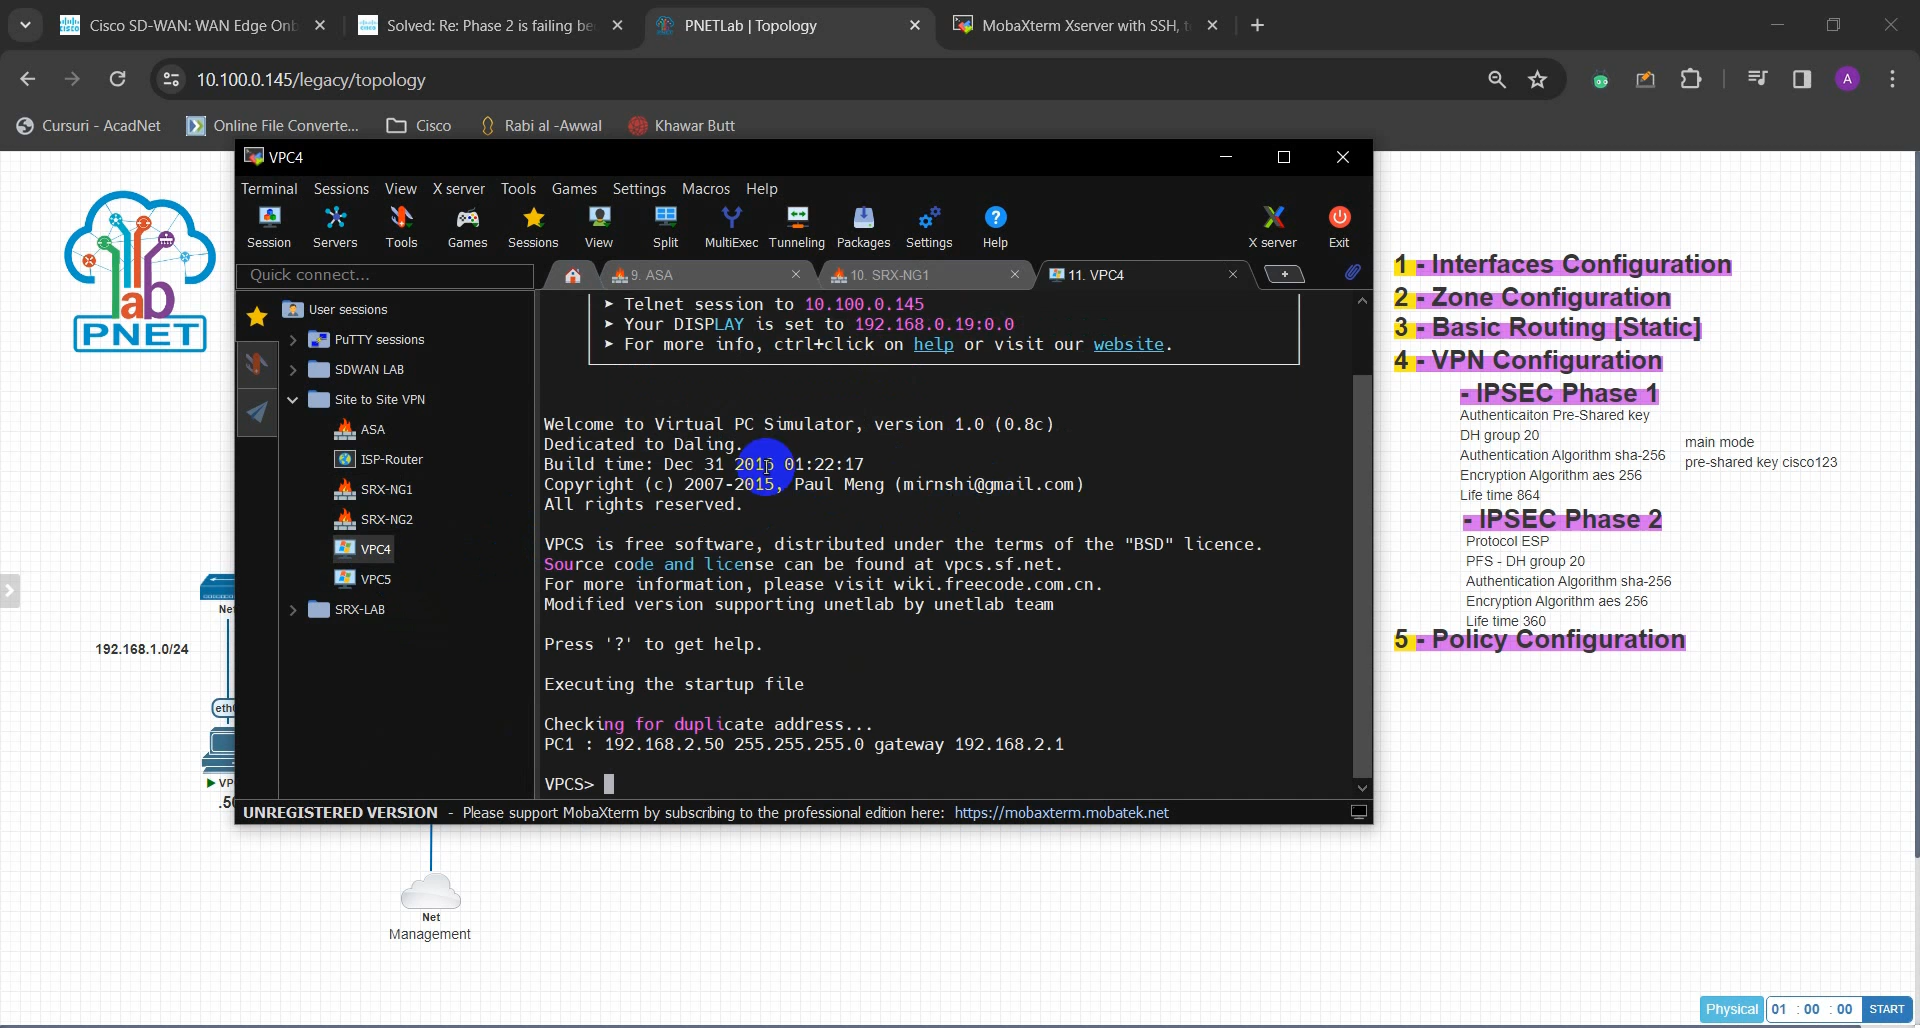 Cisco SD-WAN: WAN Edge Onb
Solved: Re: Phase 2 is failing be
PNETLab | Topology
MobaXterm Xserver with SSH, t
10.100.0.145/legacy/topology
A
Cursuri - AcadNet
Online File Converte...
Cisco
Rabi al -Awwal
Khawar Butt
VPC4
Terminal Sessions View X server Tools Games Settings Macros Help
Session Servers Tools Games Sessions View Split MultiExec Tunneling Packages Settings Help X server Exit
Quick connect...
9. ASA
10. SRX-NG1
11. VPC4
User sessions
PuTTY sessions
SDWAN LAB
Site to Site VPN
ASA
ISP-Router
SRX-NG1
SRX-NG2
VPC4
VPC5
SRX-LAB
➤ Telnet session to 10.100.0.145
➤ Your DISPLAY is set to 192.168.0.19:0.0
➤ For more info, ctrl+click on help or visit our website.
Welcome to Virtual PC Simulator, version 1.0 (0.8c)
Dedicated to Daling.
Build time: Dec 31 2016 01:22:17
Copyright (c) 2007-2015, Paul Meng (mirnshi@gmail.com)
All rights reserved.
VPCS is free software, distributed under the terms of the "BSD" licence.
Source code and license can be found at vpcs.sf.net.
For more information, please visit wiki.freecode.com.cn.
Modified version supporting unetlab by unetlab team
Press '?' to get help.
Executing the startup file
Checking for duplicate address...
PC1 : 192.168.2.50 255.255.255.0 gateway 192.168.2.1
VPCS>
UNREGISTERED VERSION - Please support MobaXterm by subscribing to the professional edition here: https://mobaxterm.mobatek.net
lab
PNET
Net
192.168.1.0/24
eth
VP
.50
Net
Management
1 - Interfaces Configuration
2 - Zone Configuration
3 - Basic Routing [Static]
4 - VPN Configuration
- IPSEC Phase 1
Authenticaiton Pre-Shared key
DH group 20
Authentication Algorithm sha-256
Encryption Algorithm aes 256
Life time 864
main mode
pre-shared key cisco123
- IPSEC Phase 2
Protocol ESP
PFS - DH group 20
Authentication Algorithm sha-256
Encryption Algorithm aes 256
Life time 360
5 - Policy Configuration
Physical 01 : 00 : 00 START